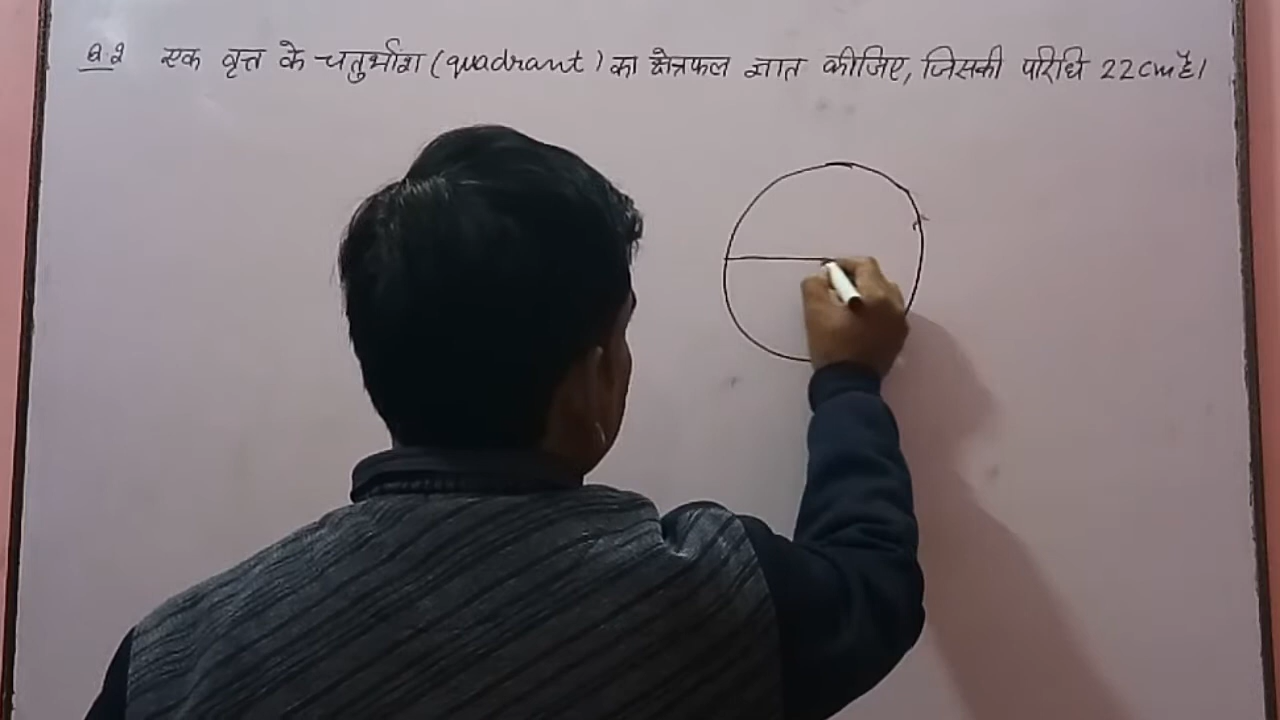 Q.2 एक वृत्त के चतुर्भांश (quadrant) का क्षेत्रफल ज्ञात कीजिए, जिसकी परिधि 22cm है।